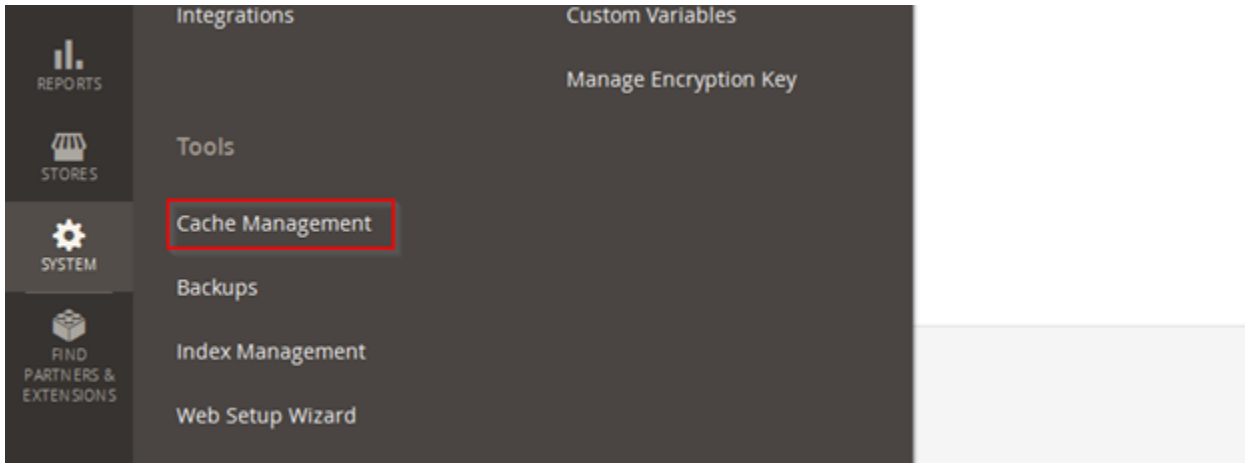 REPORTS
STORES
SYSTEM
FIND
PARTNERS &
EXTENSIONS
Integrations
Tools
Cache Management
Backups
Index Management
Web Setup Wizard
Custom Variables
Manage Encryption Key